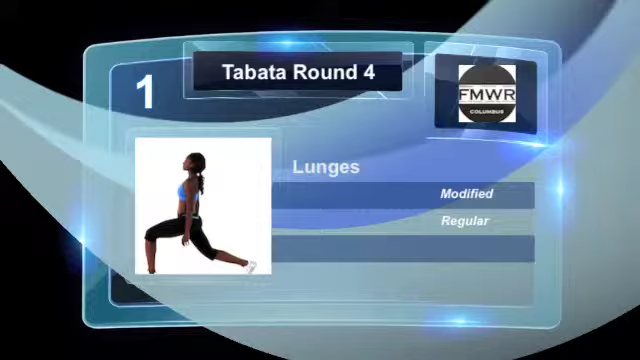 1
Tabata Round 4
FMWR
COLUMBUS
Lunges
Modified
Regular